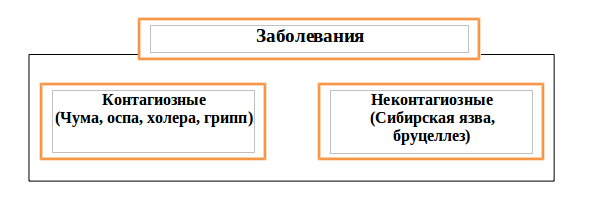 Заболевания
Контагиозные
(Чума, оспа, холера, грипп)
Неконтагиозные
(Сибирская язва,
бруцеллез)